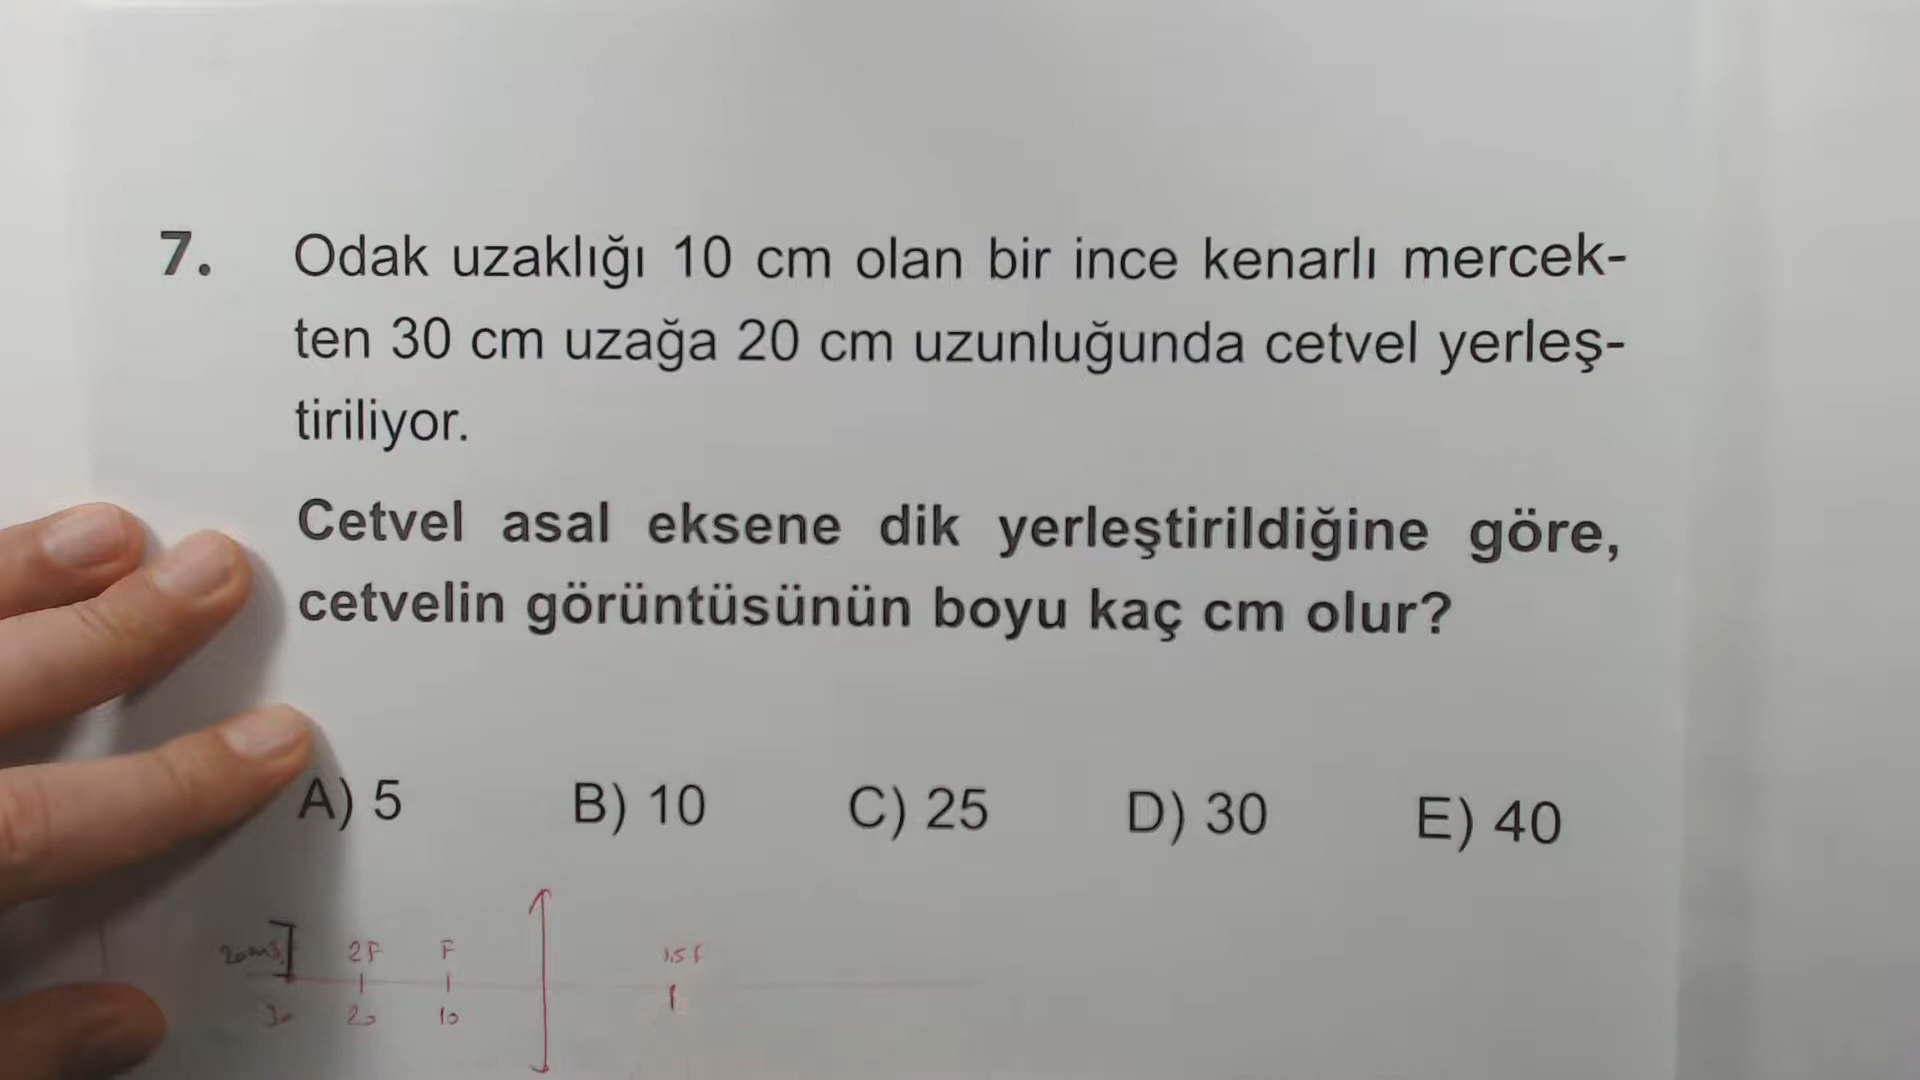 7. Odak uzaklığı 10 cm olan bir ince kenarlı mercek-
ten 30 cm uzağa 20 cm uzunluğunda cetvel yerleş-
tiriliyor.
Cetvel asal eksene dik yerleştirildiğine göre,
cetvelin görüntüsünün boyu kaç cm olur?
A) 5 B) 10 C) 25 D) 30 E) 40
2F F 1,5 f
30 20 10